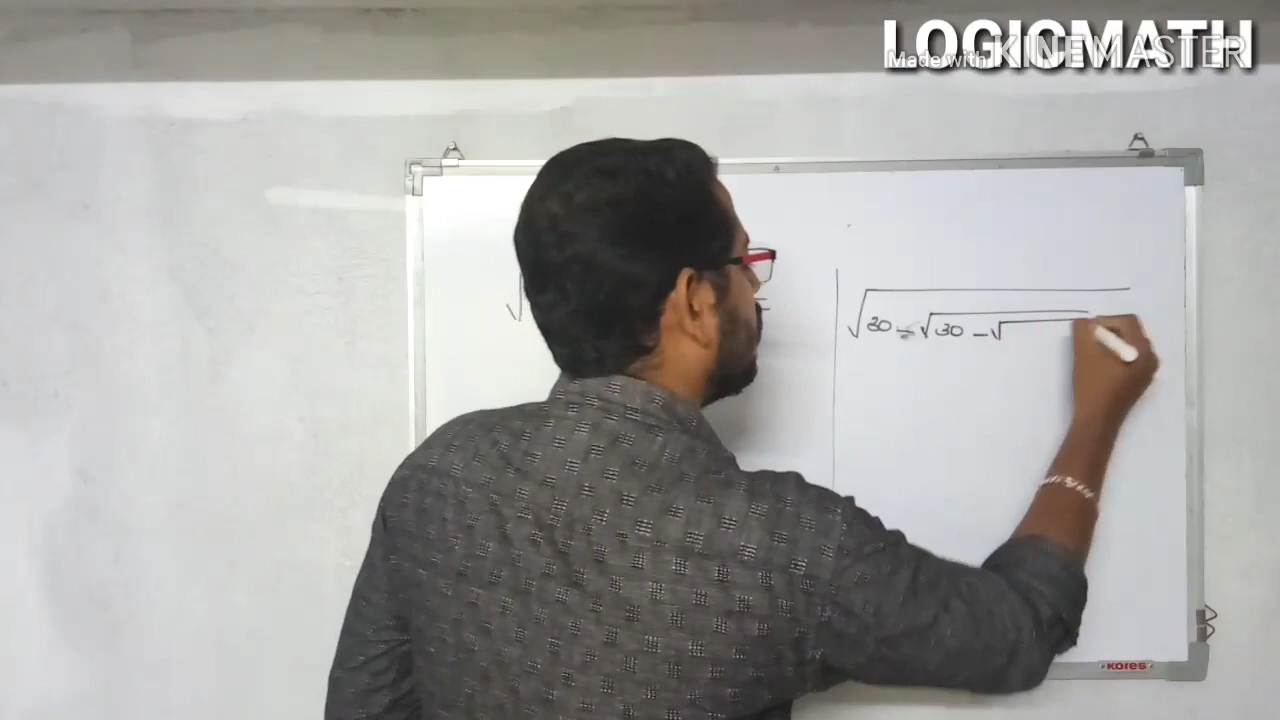 LOGICMATH
Made with KINEMASTER
√
√30 - √30 - √
KORES